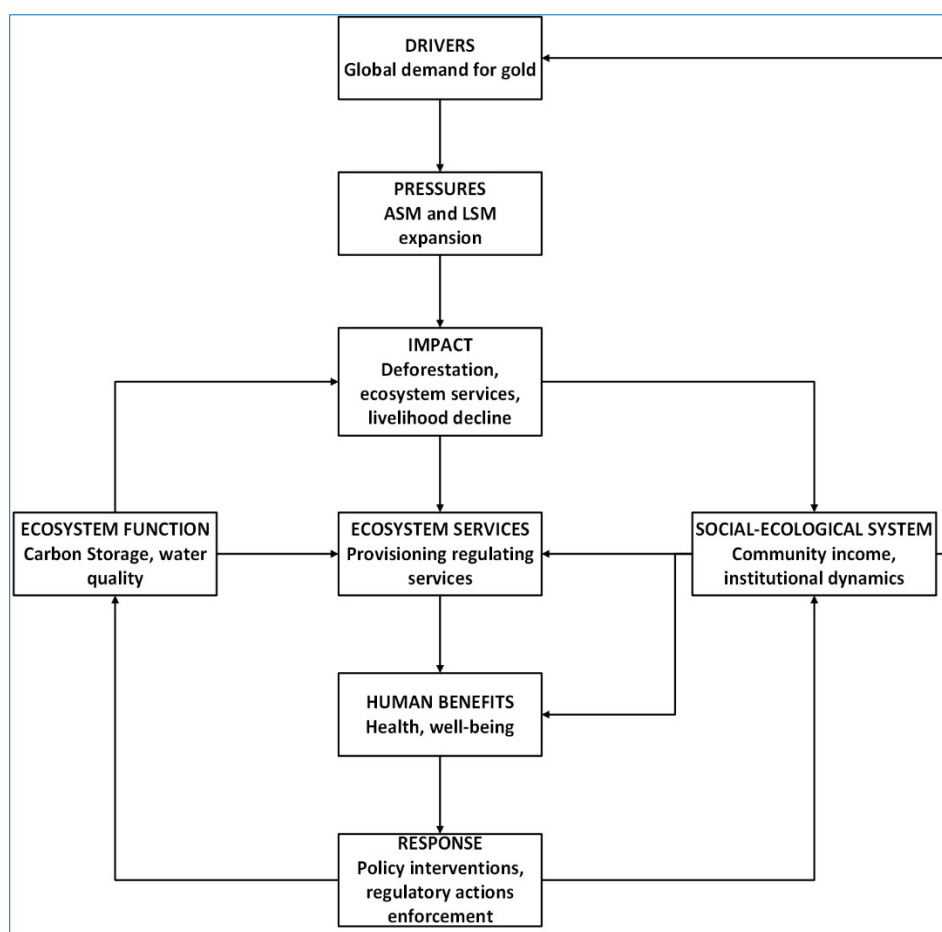 DRIVERS
Global demand for gold
PRESSURES
ASM and LSM
expansion
IMPACT
Deforestation,
ecosystem services,
livelihood decline
ECOSYSTEM FUNCTION
Carbon Storage, water
quality
ECOSYSTEM SERVICES
Provisioning regulating
services
SOCIAL-ECOLOGICAL SYSTEM
Community income,
institutional dynamics
HUMAN BENEFITS
Health, well-being
RESPONSE
Policy interventions,
regulatory actions
enforcement